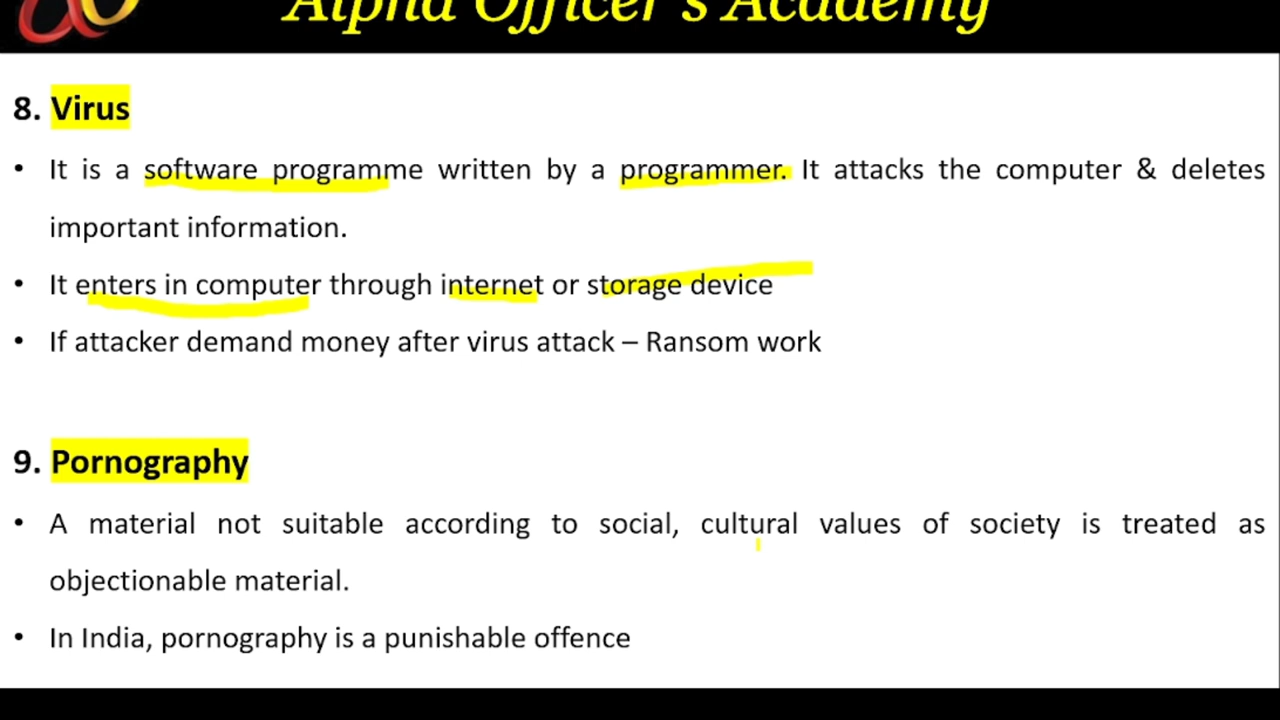 Alpha Officer's Academy
8. Virus
• It is a software programme written by a programmer. It attacks the computer & deletes
important information.
• It enters in computer through internet or storage device
• If attacker demand money after virus attack – Ransom work
9. Pornography
• A material not suitable according to social, cultural values of society is treated as
objectionable material.
• In India, pornography is a punishable offence